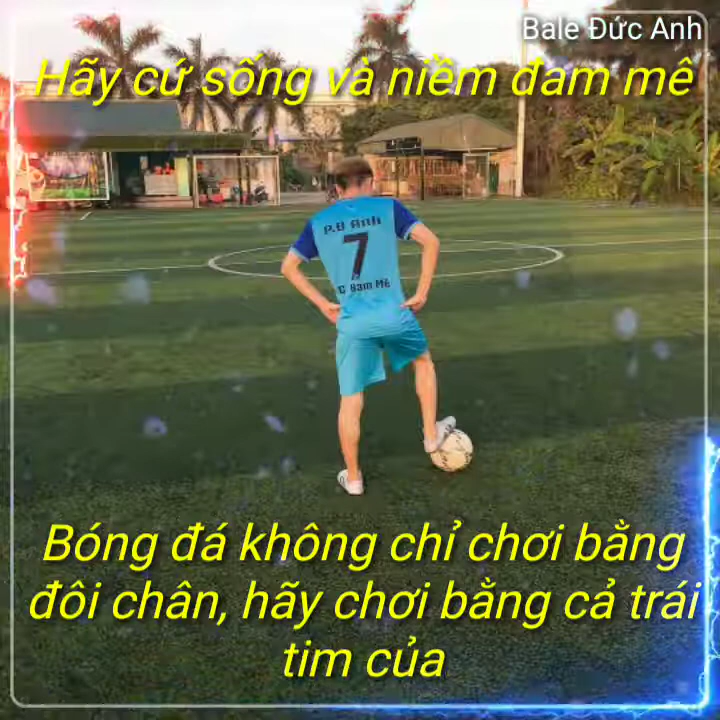 Bale Đức Anh
Hãy cứ sống và niềm đam mê
P.Đ Anh
7
Đam Mê
Bóng đá không chỉ chơi bằng
đôi chân, hãy chơi bằng cả trái
tim của